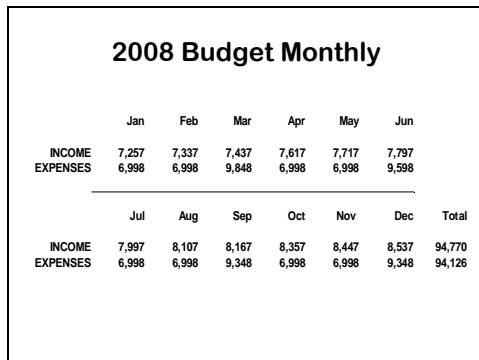 2008 Budget Monthly
Jan Feb Mar Apr May Jun
INCOME 7,257 7,337 7,437 7,617 7,717 7,797
EXPENSES 6,998 6,998 9,848 6,998 6,998 9,598
Jul Aug Sep Oct Nov Dec Total
INCOME 7,997 8,107 8,167 8,357 8,447 8,537 94,770
EXPENSES 6,998 6,998 9,348 6,998 6,998 9,348 94,126